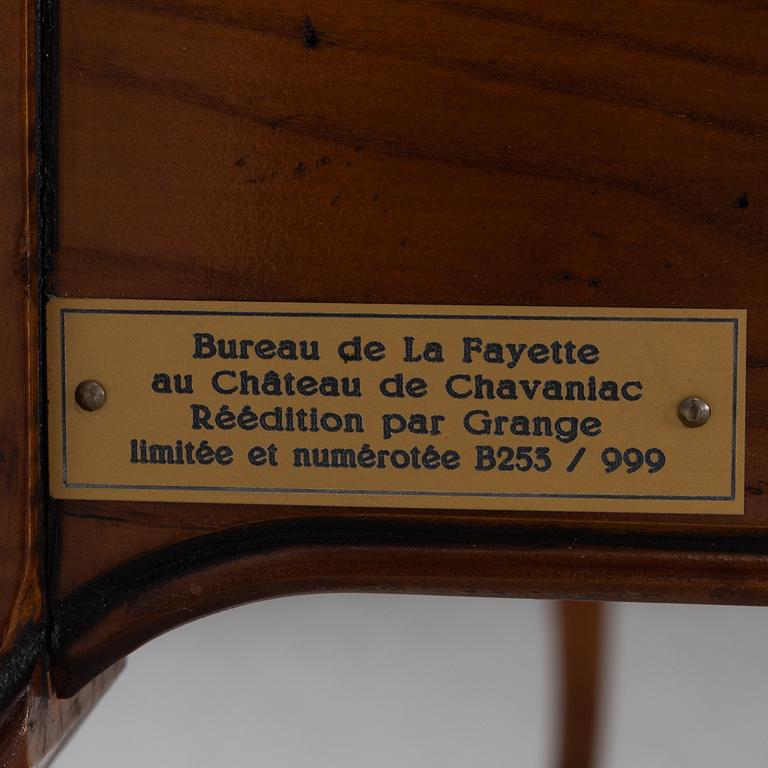 Bureau de La Fayette
au Château de Chavaniac
Réédition par Grange
limitée et numérotée B253 / 999